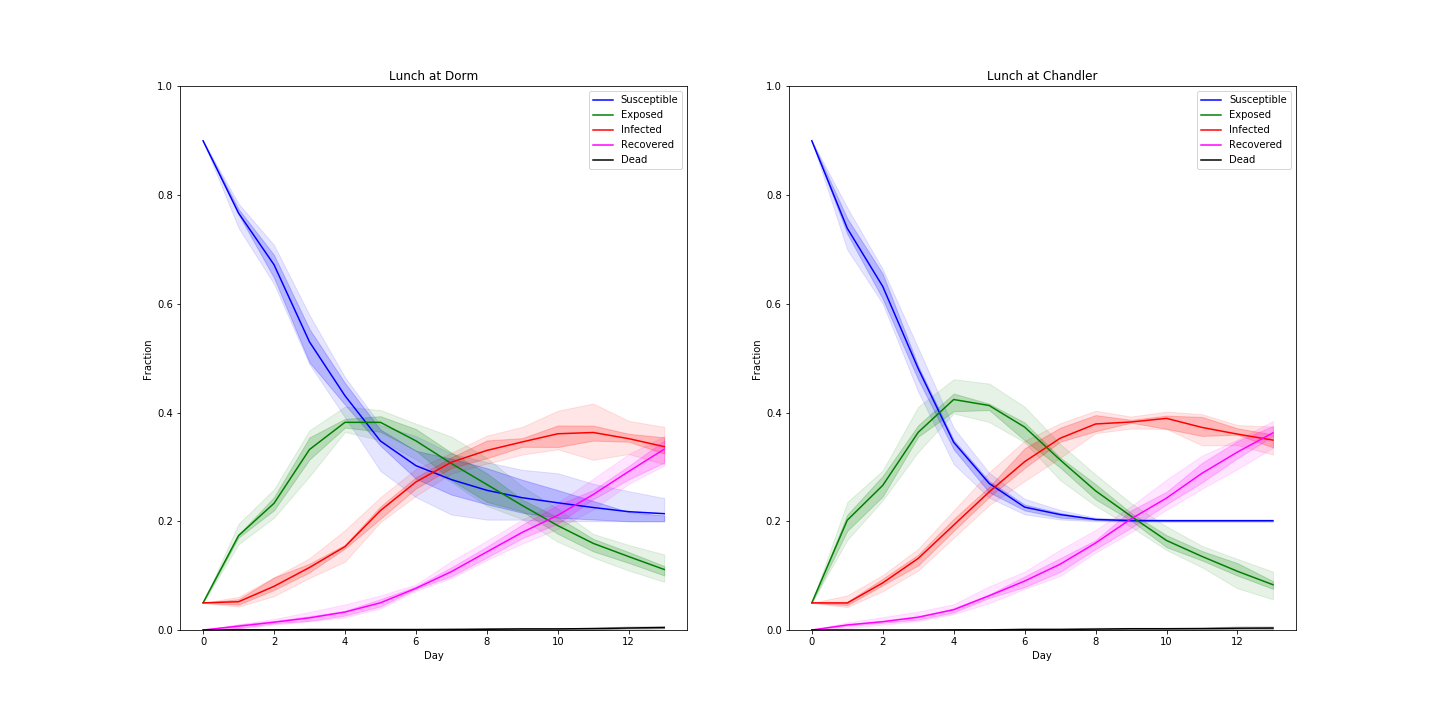 Lunch at Dorm
1.0
0.8
0.6
0.4
0.2
0.0
Fraction
0 2 4 6 8 10 12
Day
Susceptible
Exposed
Infected
Recovered
Dead
Lunch at Chandler
1.0
0.8
0.6
0.4
0.2
0.0
Fraction
0 2 4 6 8 10 12
Day
Susceptible
Exposed
Infected
Recovered
Dead